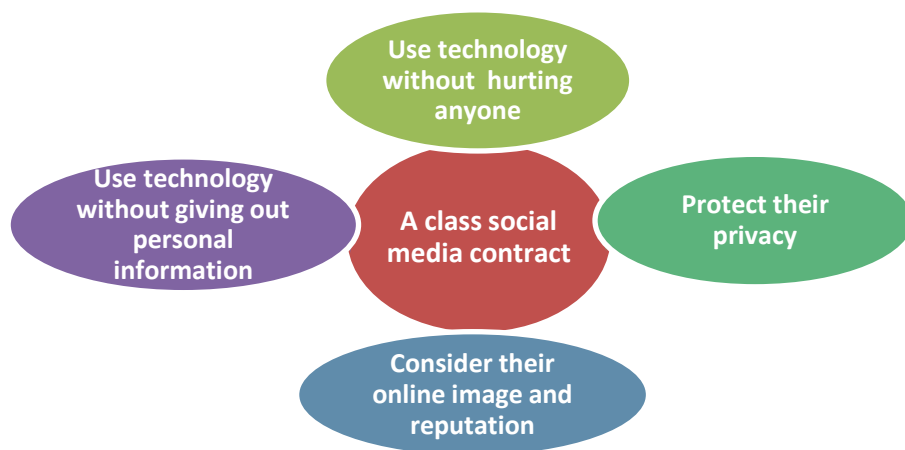 Use technology
without hurting
anyone
Use technology
without giving out
personal
information
A class social
media contract
Protect their
privacy
Consider their
online image and
reputation